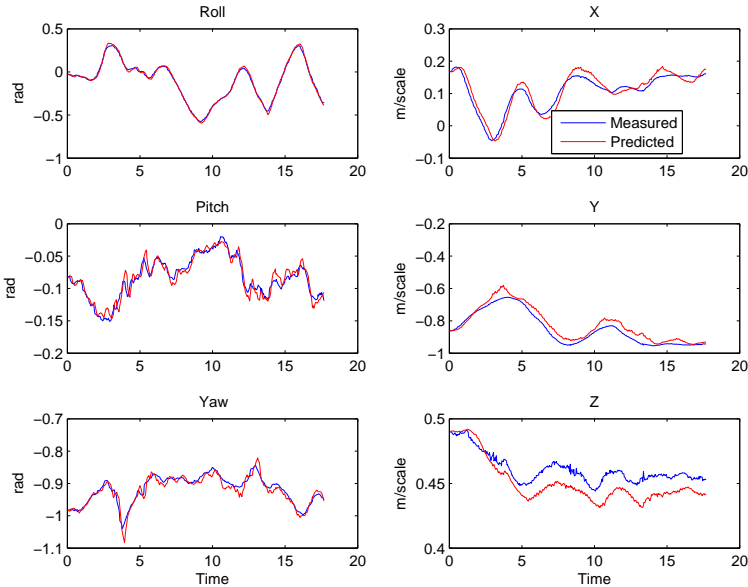 Roll
0.5
0
−0.5
−1
rad
0 5 10 15 20
X
0.3
0.2
0.1
0
−0.1
m/scale
Measured
Predicted
0 5 10 15 20
Pitch
0
−0.05
−0.1
−0.15
−0.2
rad
0 5 10 15 20
Y
−0.2
−0.4
−0.6
−0.8
−1
m/scale
0 5 10 15 20
Yaw
−0.7
−0.8
−0.9
−1
−1.1
rad
0 5 10 15 20
Time
Z
0.5
0.45
0.4
m/scale
0 5 10 15 20
Time